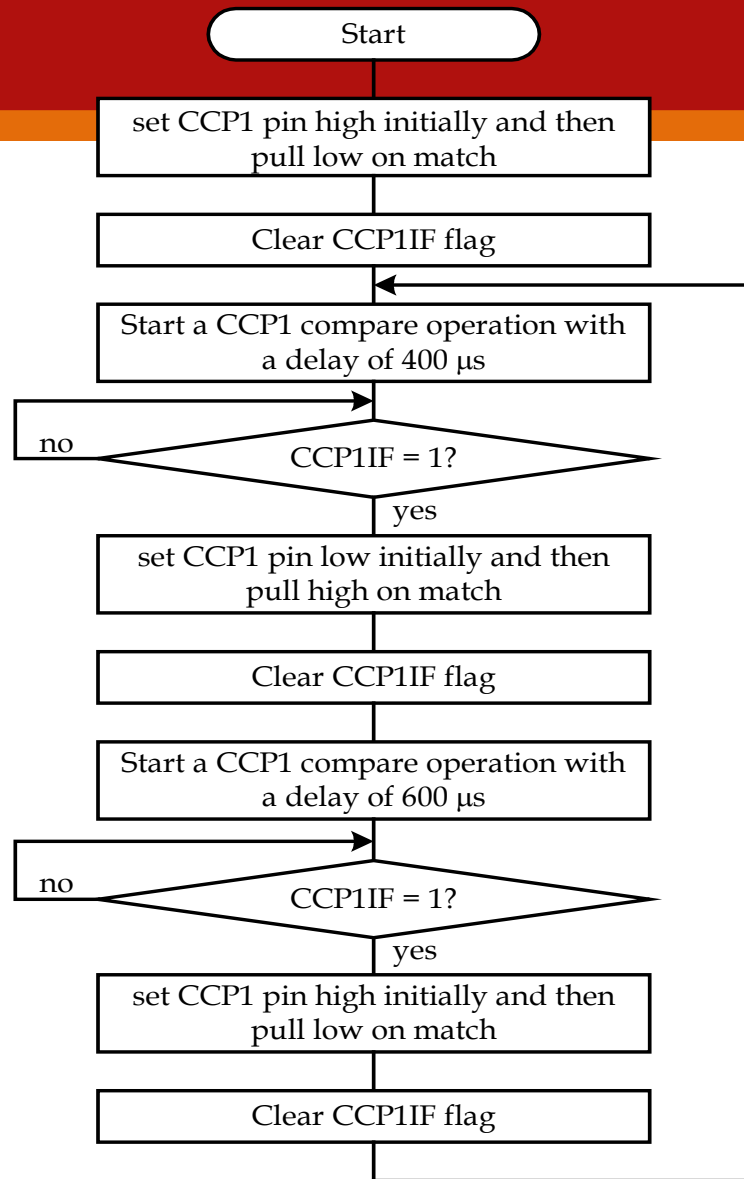 Start
set CCP1 pin high initially and then
pull low on match
Clear CCP1IF flag
Start a CCP1 compare operation with
a delay of 400 μs
no
CCP1IF = 1?
yes
set CCP1 pin low initially and then
pull high on match
Clear CCP1IF flag
Start a CCP1 compare operation with
a delay of 600 μs
no
CCP1IF = 1?
yes
set CCP1 pin high initially and then
pull low on match
Clear CCP1IF flag